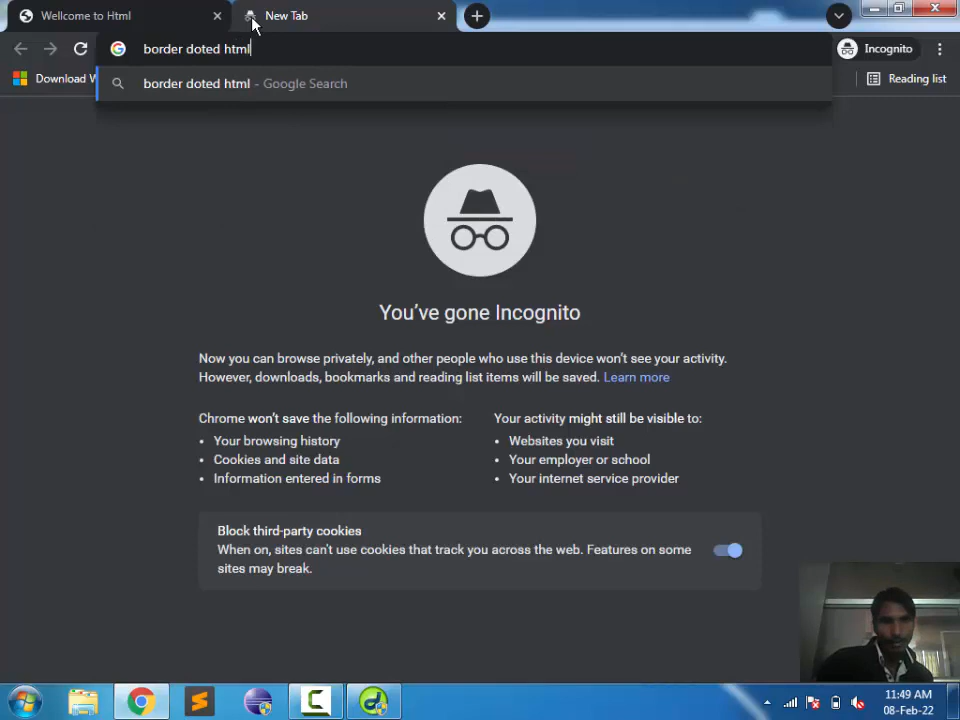 Wellcome to Html
New Tab
border doted html
Incognito
border doted html - Google Search
Download W
Reading list
You've gone Incognito
Now you can browse privately, and other people who use this device won't see your activity.
However, downloads, bookmarks and reading list items will be saved. Learn more
Chrome won't save the following information:
• Your browsing history
• Cookies and site data
• Information entered in forms
Your activity might still be visible to:
• Websites you visit
• Your employer or school
• Your internet service provider
Block third-party cookies
When on, sites can't use cookies that track you across the web. Features on some
sites may break.
11:49 AM
08-Feb-22